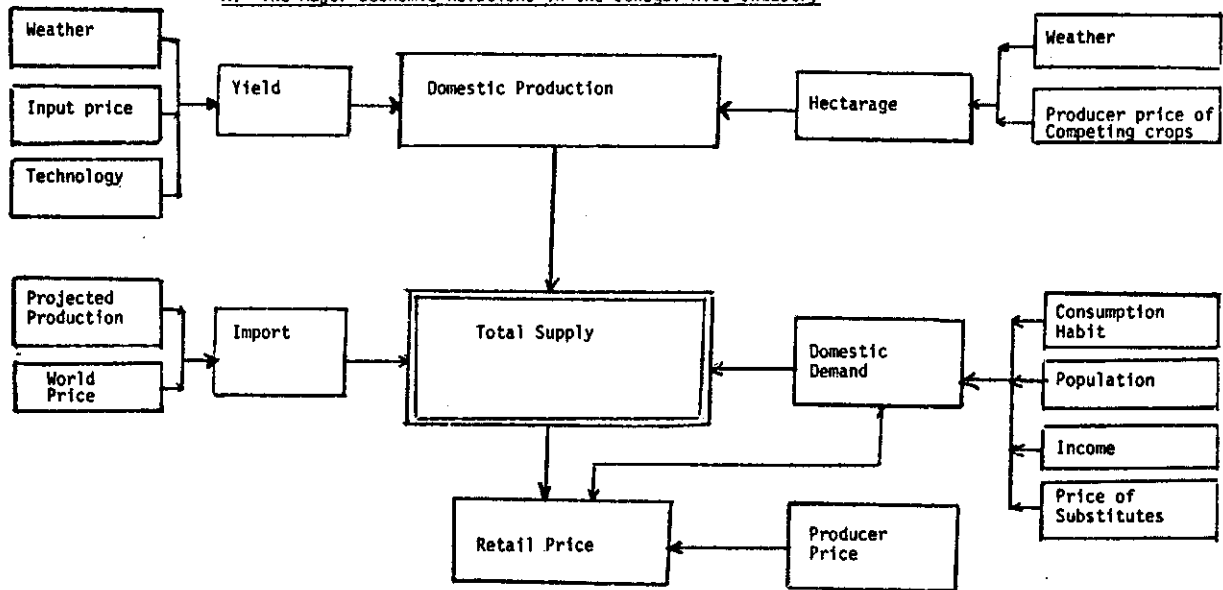 Weather
Input price
Technology
Yield
Domestic Production
Hectarage
Weather
Producer price of
Competing crops
Projected
Production
World
Price
Import
Total Supply
Domestic
Demand
Consumption
Habit
Population
Income
Price of
Substitutes
Retail Price
Producer
Price